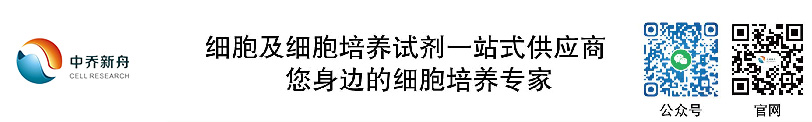 中乔新舟
CELL RESEARCH
细胞及细胞培养试剂一站式供应商
您身边的细胞培养专家
公众号
官网